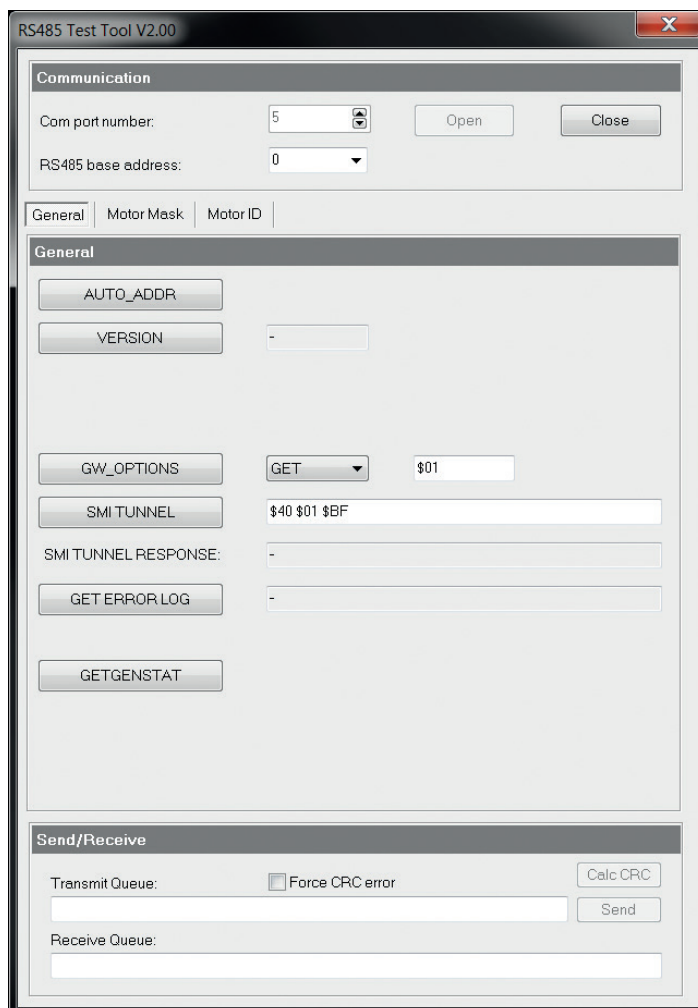 RS485 Test Tool V2.00
X
Communication
Com port number: 5 Open Close
RS485 base address: 0
General Motor Mask Motor ID
General
AUTO_ADDR
VERSION -
GW_OPTIONS GET $01
SMI TUNNEL $40 $01 $BF
SMI TUNNEL RESPONSE: -
GET ERROR LOG -
GETGENSTAT
Send/Receive
Transmit Queue: Force CRC error Calc CRC
Send
Receive Queue: